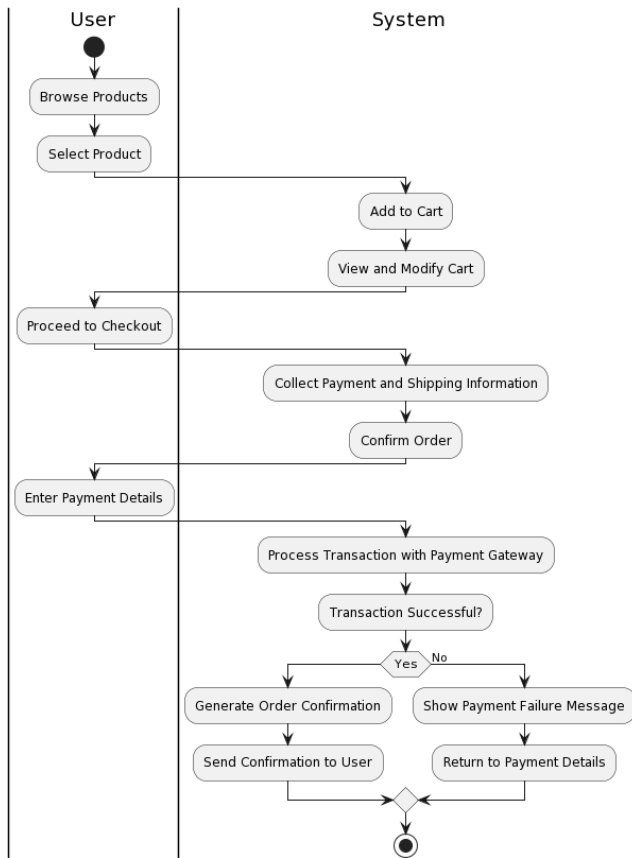 User
System
Browse Products
Select Product
Add to Cart
View and Modify Cart
Proceed to Checkout
Collect Payment and Shipping Information
Confirm Order
Enter Payment Details
Process Transaction with Payment Gateway
Transaction Successful?
Yes
No
Generate Order Confirmation
Show Payment Failure Message
Send Confirmation to User
Return to Payment Details